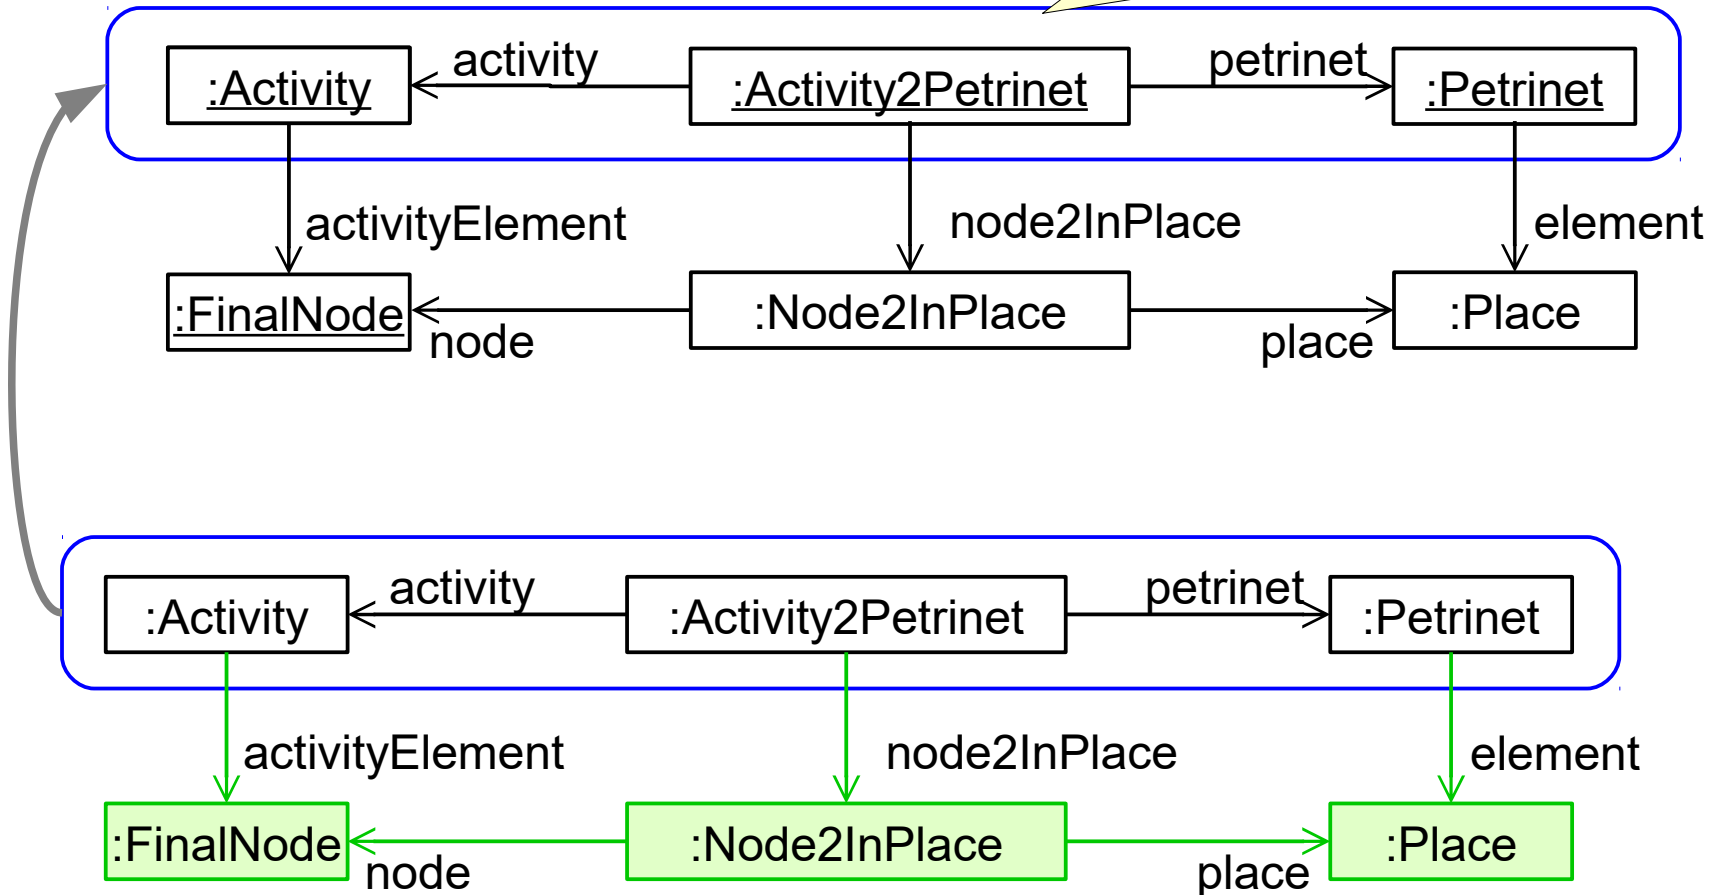 activity
petrinet
:Activity
:Activity2Petrinet
:Petrinet
activityElement
node2InPlace
element
:FinalNode
:Node2InPlace
:Place
node
place
activity
petrinet
:Activity
:Activity2Petrinet
:Petrinet
activityElement
node2InPlace
element
:FinalNode
:Node2InPlace
:Place
node
place